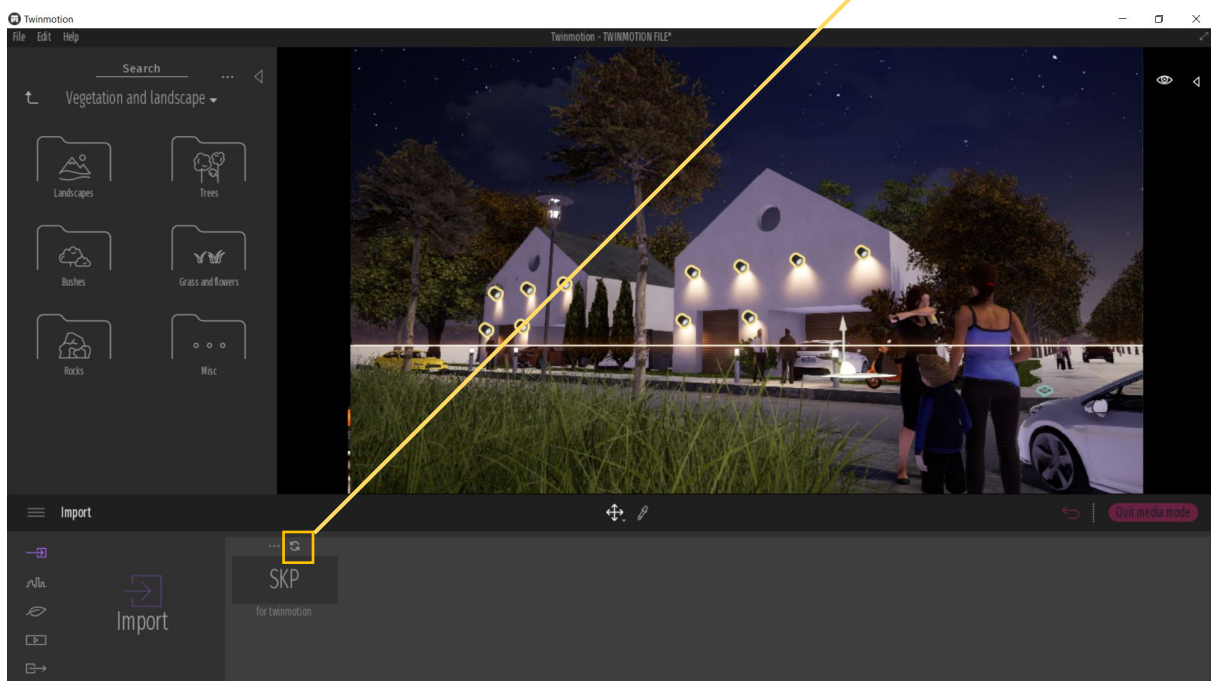 Twinmotion
File Edit Help
Twinmotion - TWINMOTION FILE*
Search
...
Vegetation and landscape
Landscapes
Trees
Bushes
Grass and flowers
Rocks
Misc
Import
Quit media mode
...
SKP
for twinmotion
Import